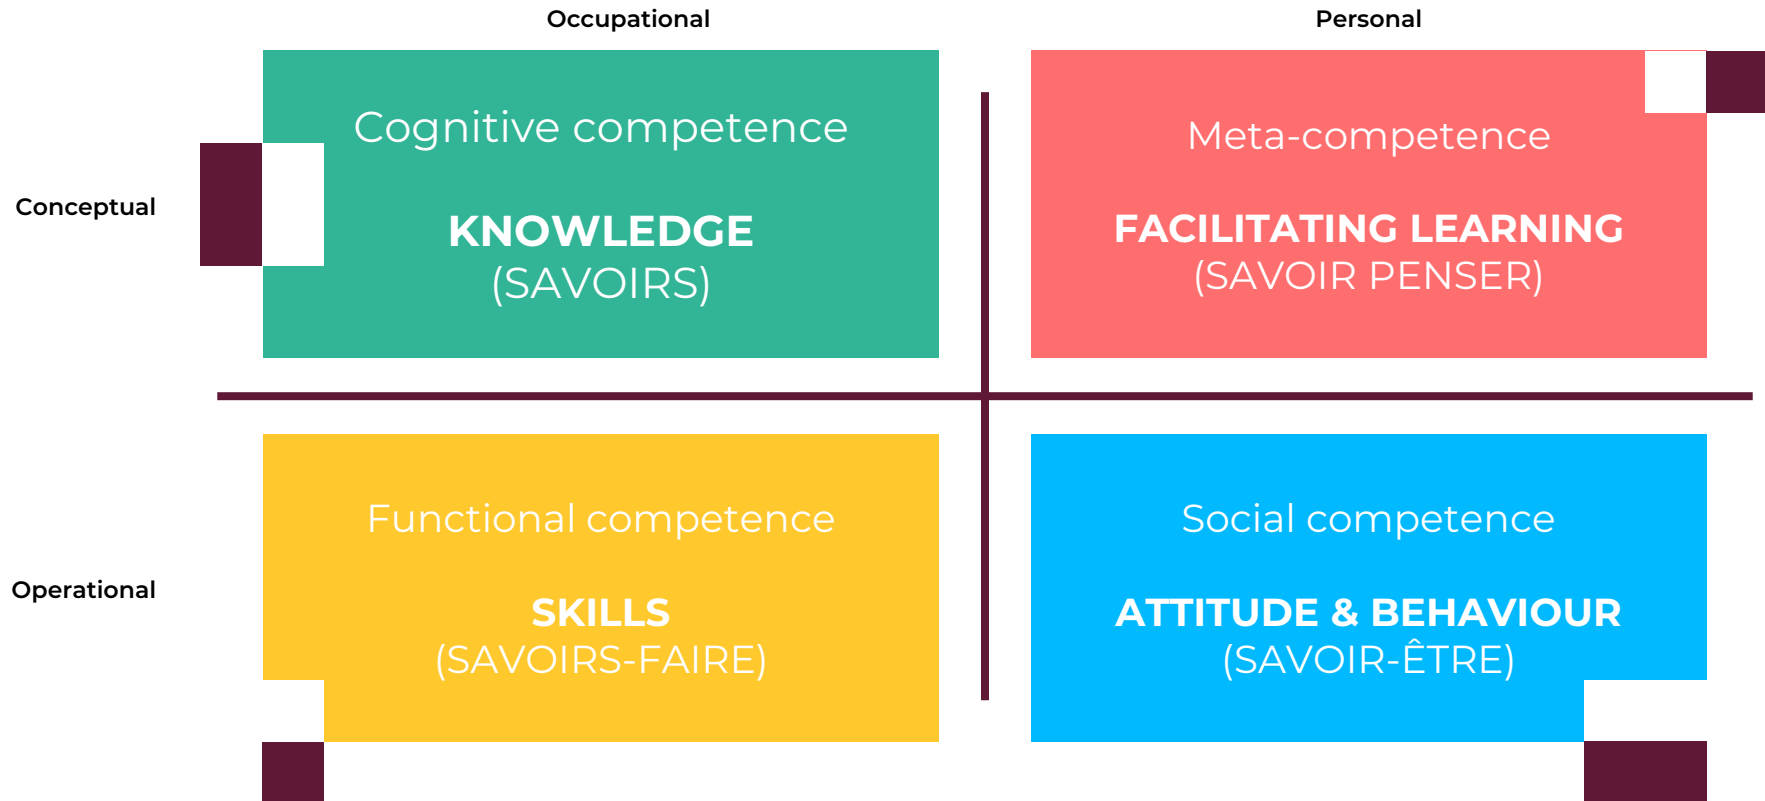 Occupational
Personal
Conceptual
Cognitive competence
KNOWLEDGE
(SAVOIRS)
Meta-competence
FACILITATING LEARNING
(SAVOIR PENSER)
Operational
Functional competence
SKILLS
(SAVOIRS-FAIRE)
Social competence
ATTITUDE & BEHAVIOUR
(SAVOIR-ÊTRE)